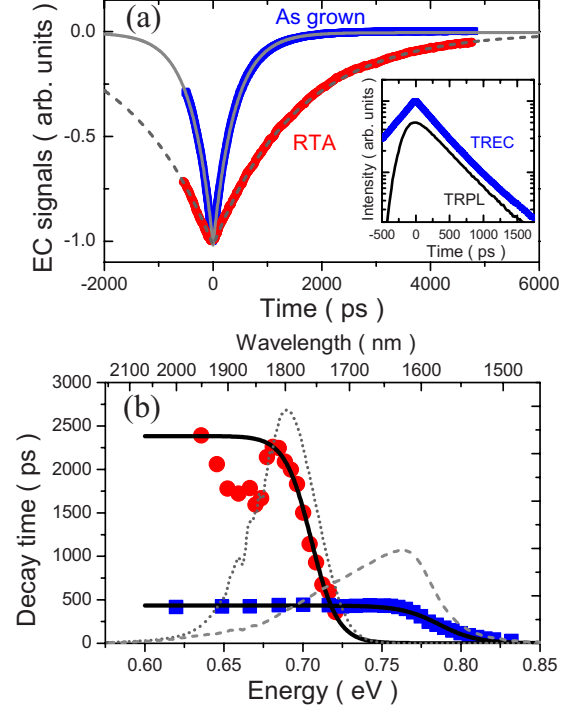 (a)
As grown
RTA
EC signals ( arb. units )
0.0
-0.5
-1.0
-2000 0 2000 4000 6000
Time ( ps )
Intensity ( arb. units )
TREC
TRPL
-500 0 500 1000 1500
Time ( ps )
Wavelength ( nm )
2100 2000 1900 1800 1700 1600 1500
(b)
Decay time ( ps )
3000
2500
2000
1500
1000
500
0
0.60 0.65 0.70 0.75 0.80 0.85
Energy ( eV )